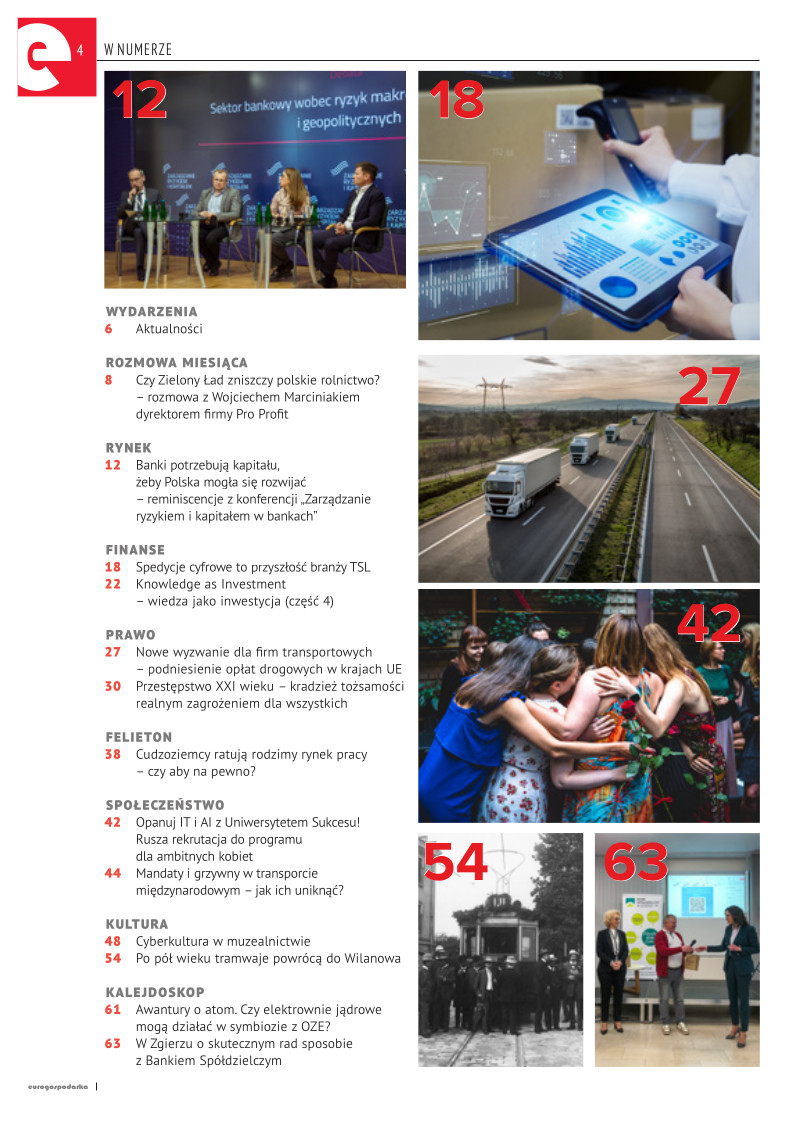 4
W NUMERZE
12
Sektor bankowy wobec ryzyk makr
i geopolitycznych
18
WYDARZENIA
6 Aktualności
ROZMOWA MIESIĄCA
8 Czy Zielony Ład zniszczy polskie rolnictwo?
– rozmowa z Wojciechem Marciniakiem
dyrektorem firmy Pro Profit
RYNEK
12 Banki potrzebują kapitału,
żeby Polska mogła się rozwijać
– reminiscencje z konferencji „Zarządzanie
ryzykiem i kapitałem w bankach”
FINANSE
18 Spedycje cyfrowe to przyszłość branży TSL
22 Knowledge as Investment
– wiedza jako inwestycja (część 4)
PRAWO
27 Nowe wyzwanie dla firm transportowych
– podniesienie opłat drogowych w krajach UE
30 Przestępstwo XXI wieku – kradzież tożsamości
realnym zagrożeniem dla wszystkich
FELIETON
38 Cudzoziemcy ratują rodzimy rynek pracy
– czy aby na pewno?
SPOŁECZEŃSTWO
42 Opanuj IT i AI z Uniwersytetem Sukcesu!
Rusza rekrutacja do programu
dla ambitnych kobiet
44 Mandaty i grzywny w transporcie
międzynarodowym – jak ich uniknąć?
KULTURA
48 Cyberkultura w muzealnictwie
54 Po pół wieku tramwaje powrócą do Wilanowa
KALEJDOSKOP
61 Awantury o atom. Czy elektrownie jądrowe
mogą działać w symbiozie z OZE?
63 W Zgierzu o skutecznym rad sposobie
z Bankiem Spółdzielczym
27
42
54
63
eurogospodarka